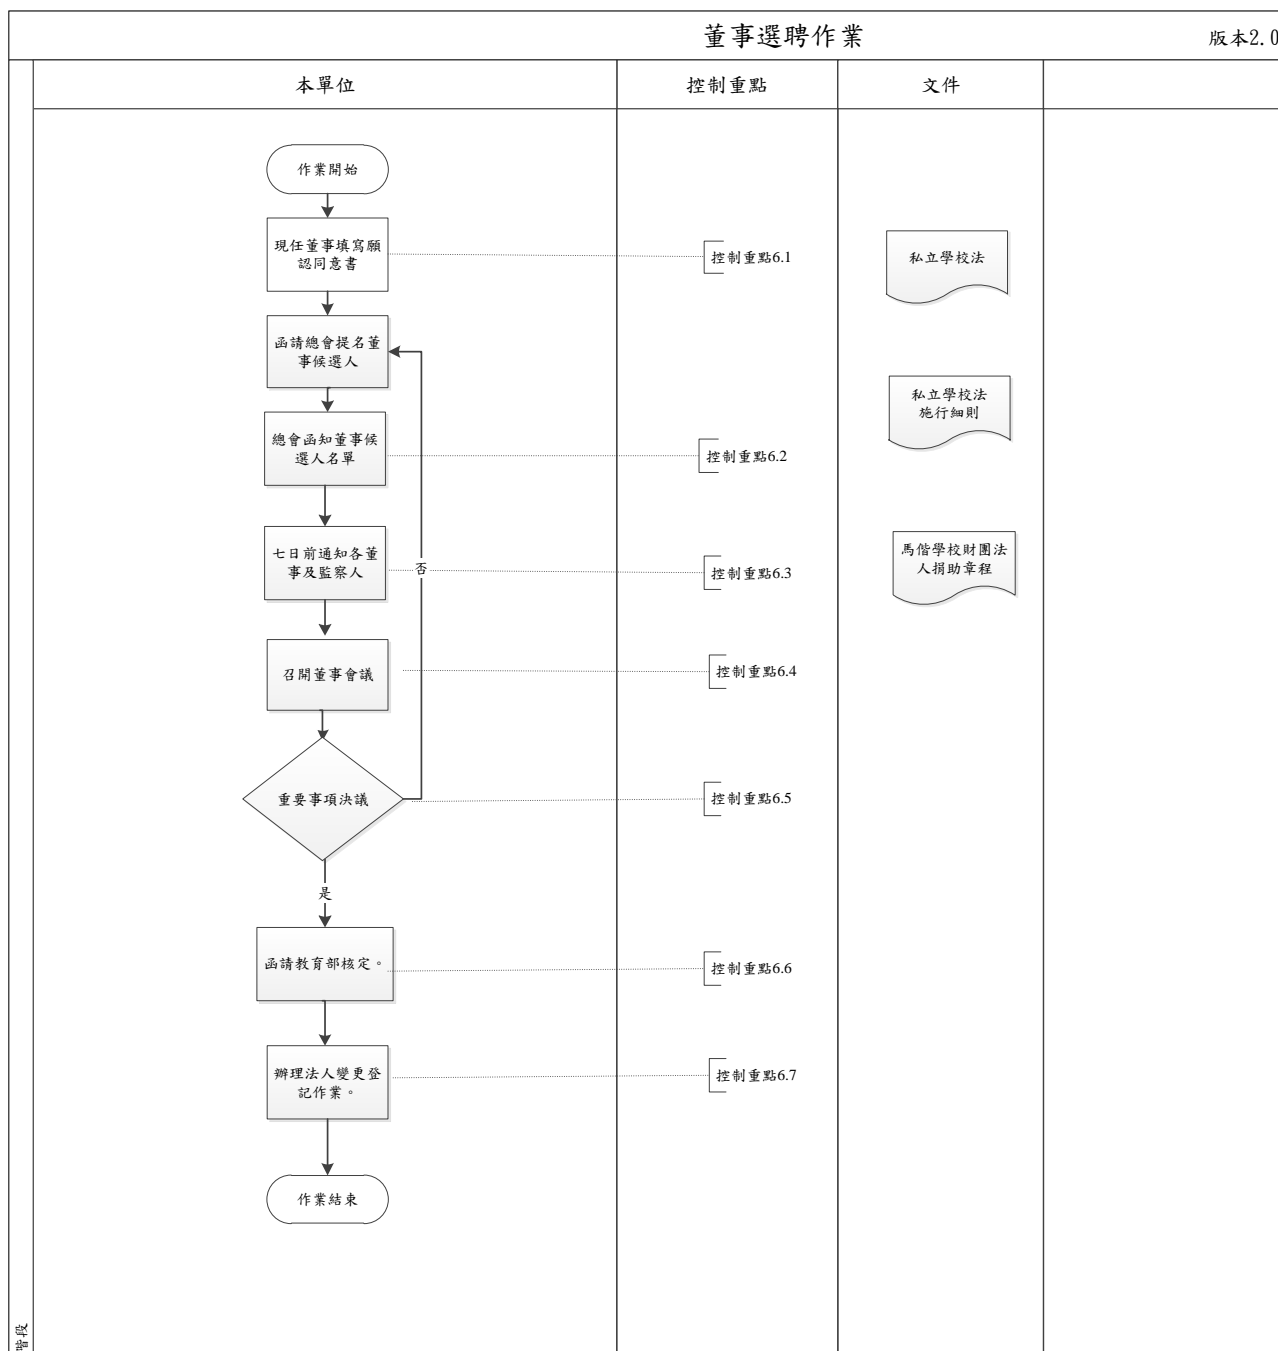 董事選聘作業
版本2.0
本單位
控制重點
文件
作業開始
現任董事填寫願
認同意書
控制重點6.1
私立學校法
函請總會提名董
事候選人
私立學校法
施行細則
總會函知董事候
選人名單
控制重點6.2
七日前通知各董
事及監察人
否
控制重點6.3
馬偕學校財團法
人捐助章程
召開董事會議
控制重點6.4
重要事項決議
控制重點6.5
是
函請教育部核定。
控制重點6.6
辦理法人變更登
記作業。
控制重點6.7
作業結束
階段